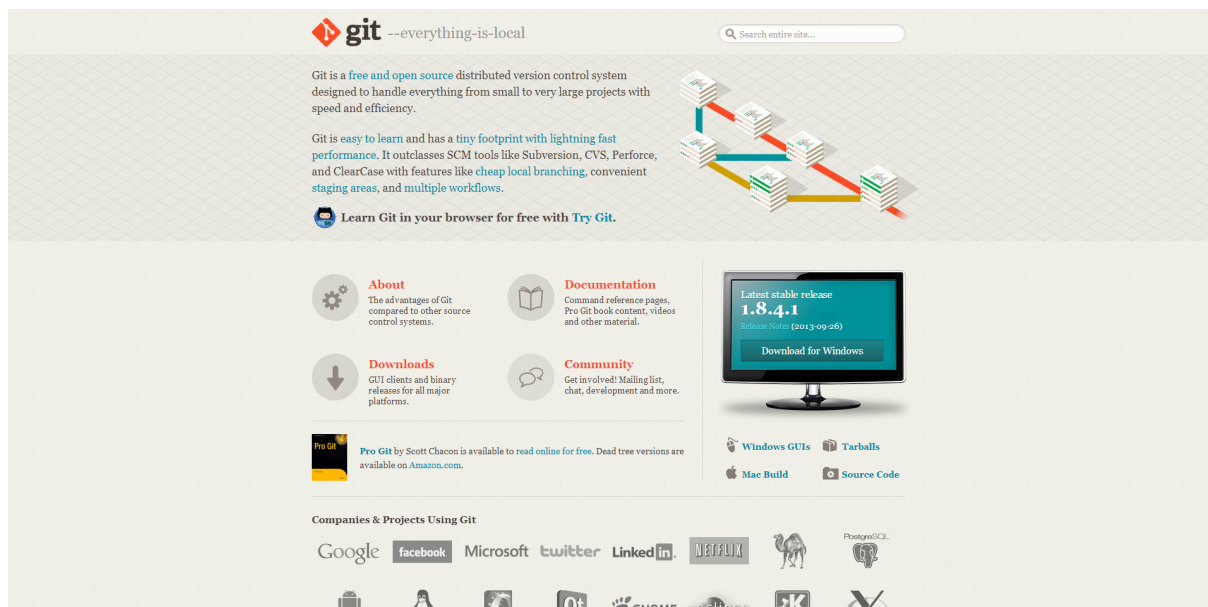 git --everything-is-local
Search entire site...
Git is a free and open source distributed version control system
designed to handle everything from small to very large projects with
speed and efficiency.
Git is easy to learn and has a tiny footprint with lightning fast
performance. It outclasses SCM tools like Subversion, CVS, Perforce,
and ClearCase with features like cheap local branching, convenient
staging areas, and multiple workflows.
Learn Git in your browser for free with Try Git.
About
The advantages of Git
compared to other source
control systems.
Documentation
Command reference pages,
Pro Git book content, videos
and other material.
Downloads
GUI clients and binary
releases for all major
platforms.
Community
Get involved! Mailing list,
chat, development and more.
Latest stable release
1.8.4.1
Release Notes (2013-09-26)
Download for Windows
Windows GUIs
Tarballs
Mac Build
Source Code
Pro Git
Pro Git by Scott Chacon is available to read online for free. Dead tree versions are
available on Amazon.com.
Companies & Projects Using Git
Google facebook Microsoft twitter Linked in. NETFLIX PostgreSQL
Qt GNOME